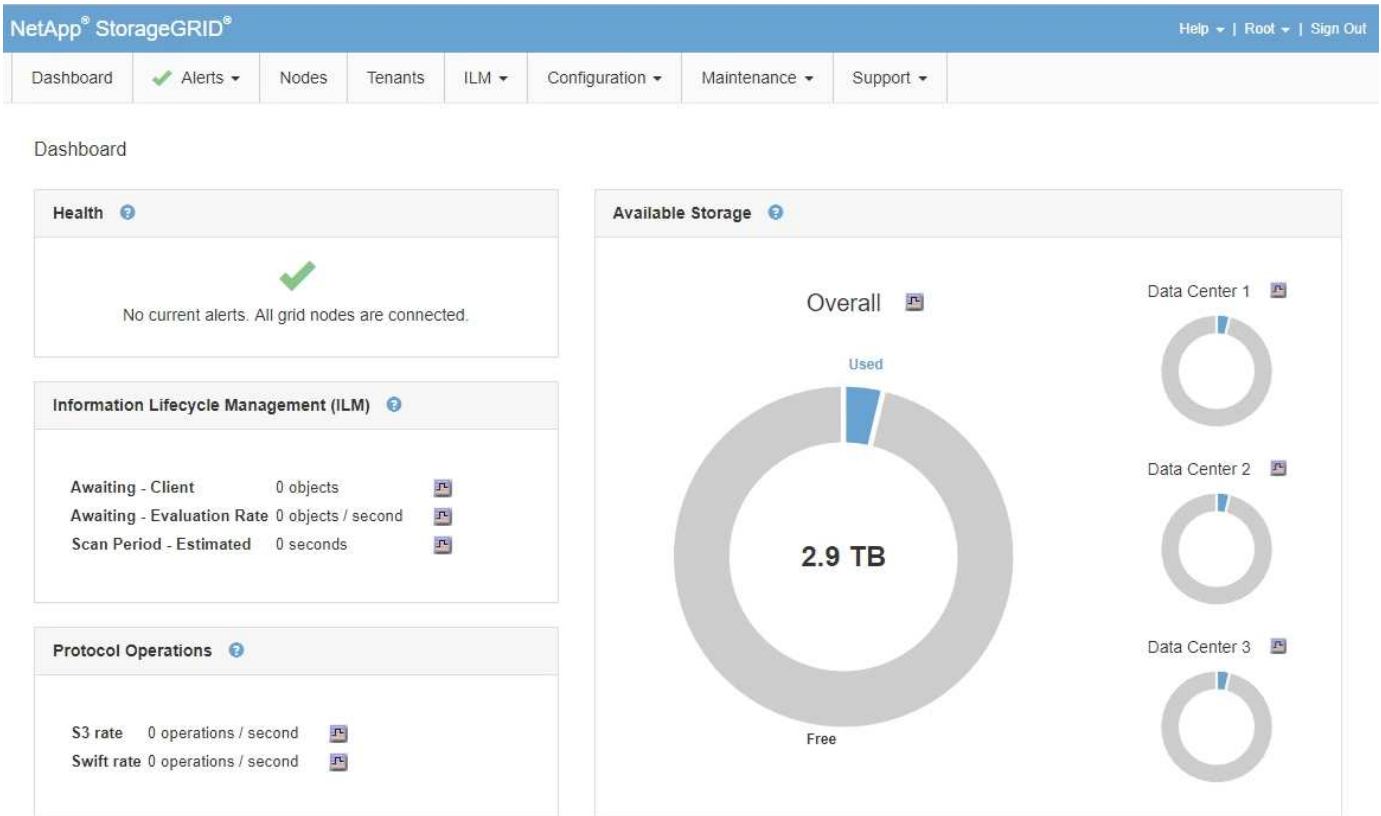 NetApp® StorageGRID®
Help | Root | Sign Out
Dashboard Alerts Nodes Tenants ILM Configuration Maintenance Support
Dashboard
Health
No current alerts. All grid nodes are connected.
Information Lifecycle Management (ILM)
Awaiting - Client 0 objects
Awaiting - Evaluation Rate 0 objects / second
Scan Period - Estimated 0 seconds
Protocol Operations
S3 rate 0 operations / second
Swift rate 0 operations / second
Available Storage
Overall
Used
2.9 TB
Free
Data Center 1
Data Center 2
Data Center 3